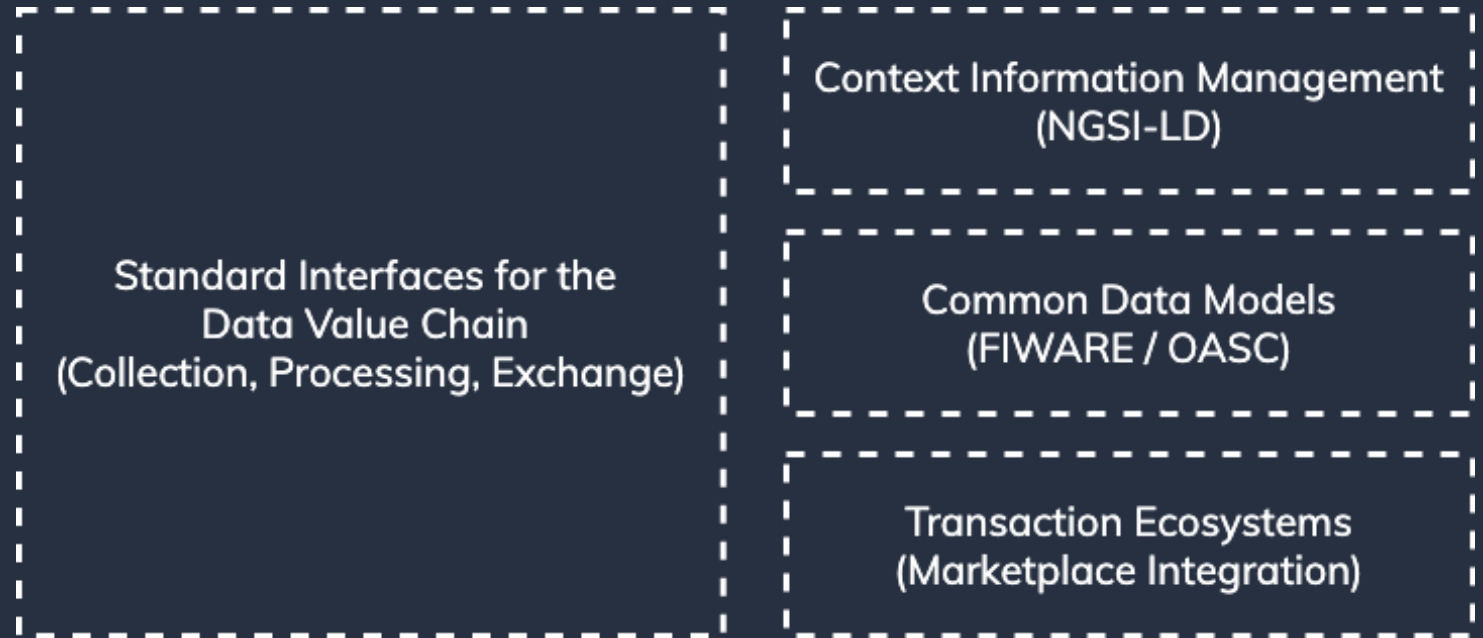 Standard Interfaces for the
Data Value Chain
(Collection, Processing, Exchange)
Context Information Management
(NGSI-LD)
Common Data Models
(FIWARE / OASC)
Transaction Ecosystems
(Marketplace Integration)